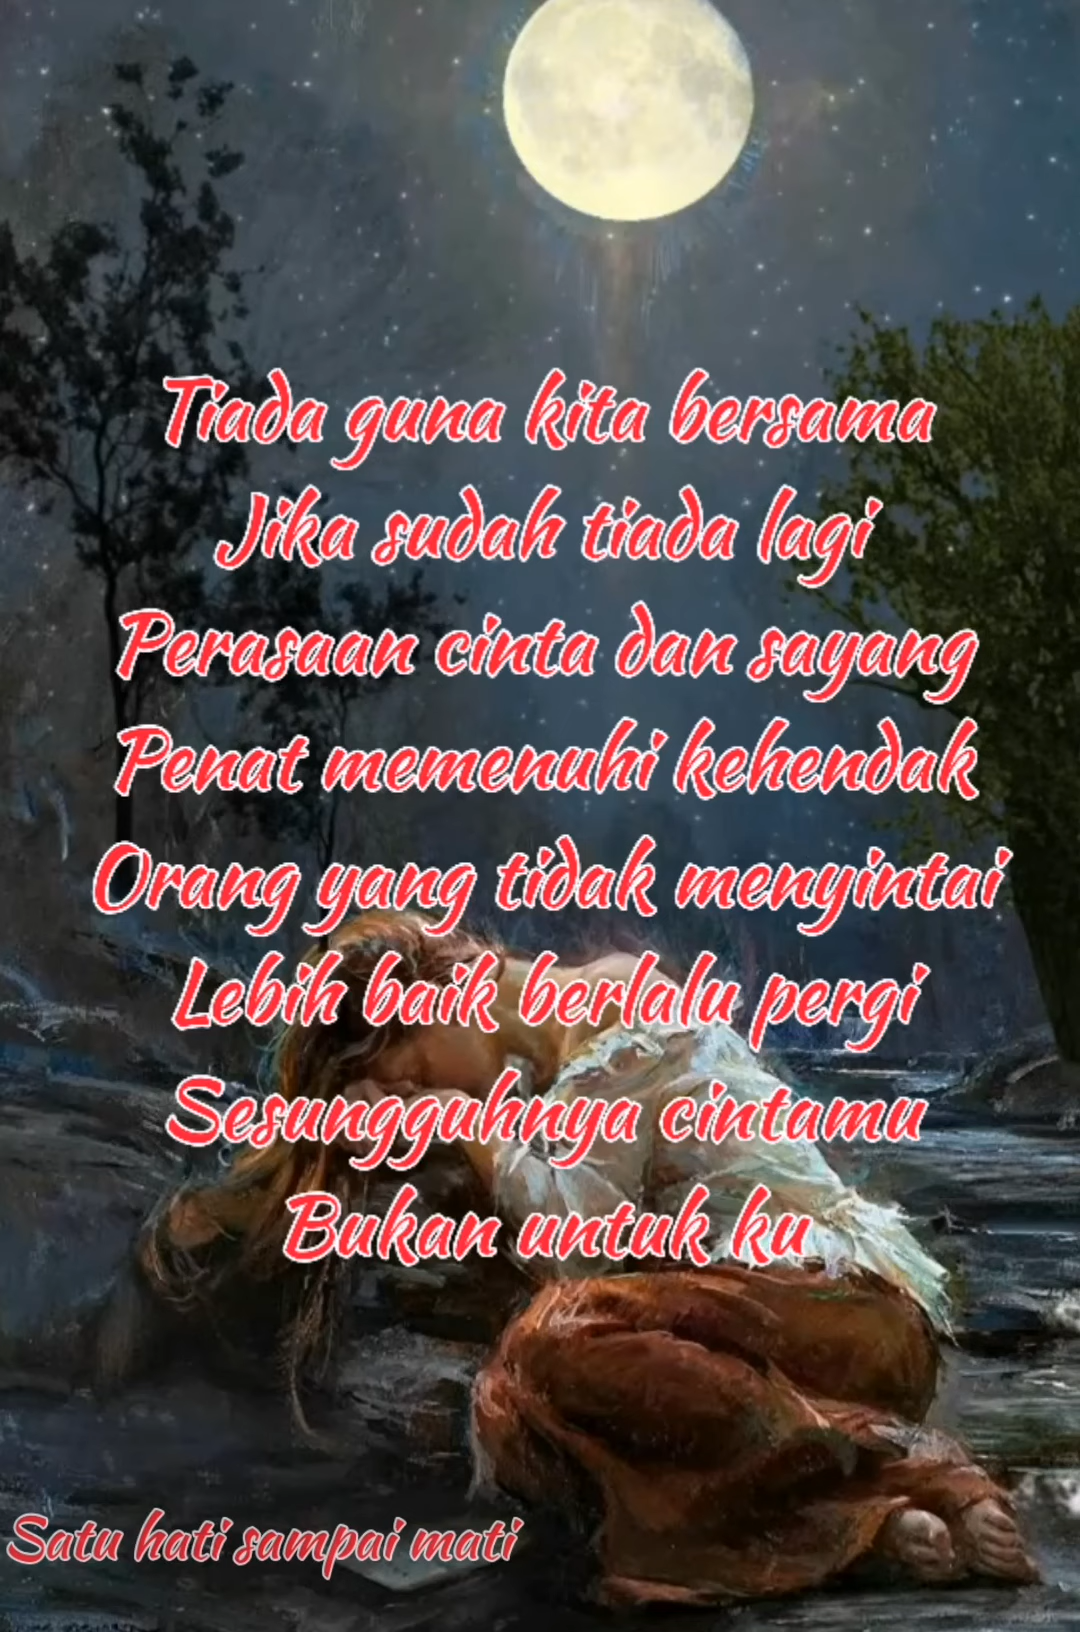 Tiada guna kita bersama
Jika sudah tiada lagi
Perasaan cinta dan sayang
Penat memenuhi kehendak
Orang yang tidak menyintai
Lebih baik berlalu pergi
Sesungguhnya cintamu
Bukan untuk ku
Satu hati sampai mati